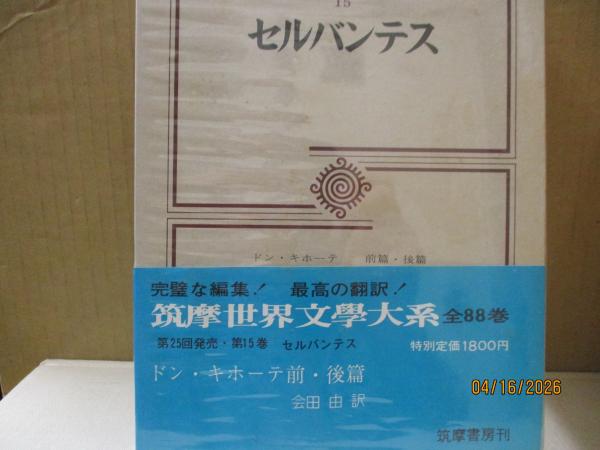 15
セルバンテス
ドン・キホーテ 前篇・後篇
完璧な編集! 最高の翻訳!
筑摩世界文學大系 全88巻
第25回発売・第15巻 セルバンテス 特別定価1800円
ドン・キホーテ前・後篇
会田 由 訳
04/16/2026
筑摩書房刊